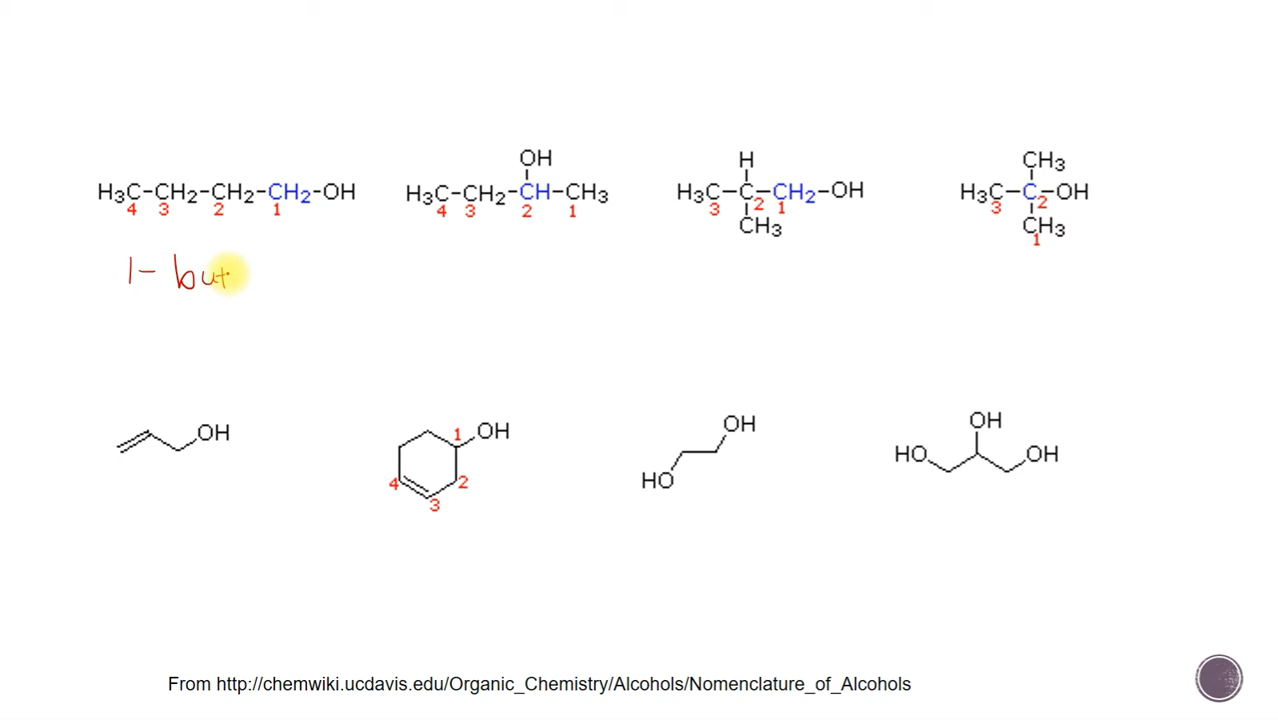 OH
H3C-CH2-CH2-CH2-OH
4 3 2 1
H3C-CH2-CH-CH3
4 3 2 1
H
H3C-C-CH2-OH
3 2 1
CH3
CH3
H3C-C-OH
3 2
CH3
1
1- but
OH
1 OH
4 2
3
OH
HO
OH
HO OH
From http://chemwiki.ucdavis.edu/Organic_Chemistry/Alcohols/Nomenclature_of_Alcohols